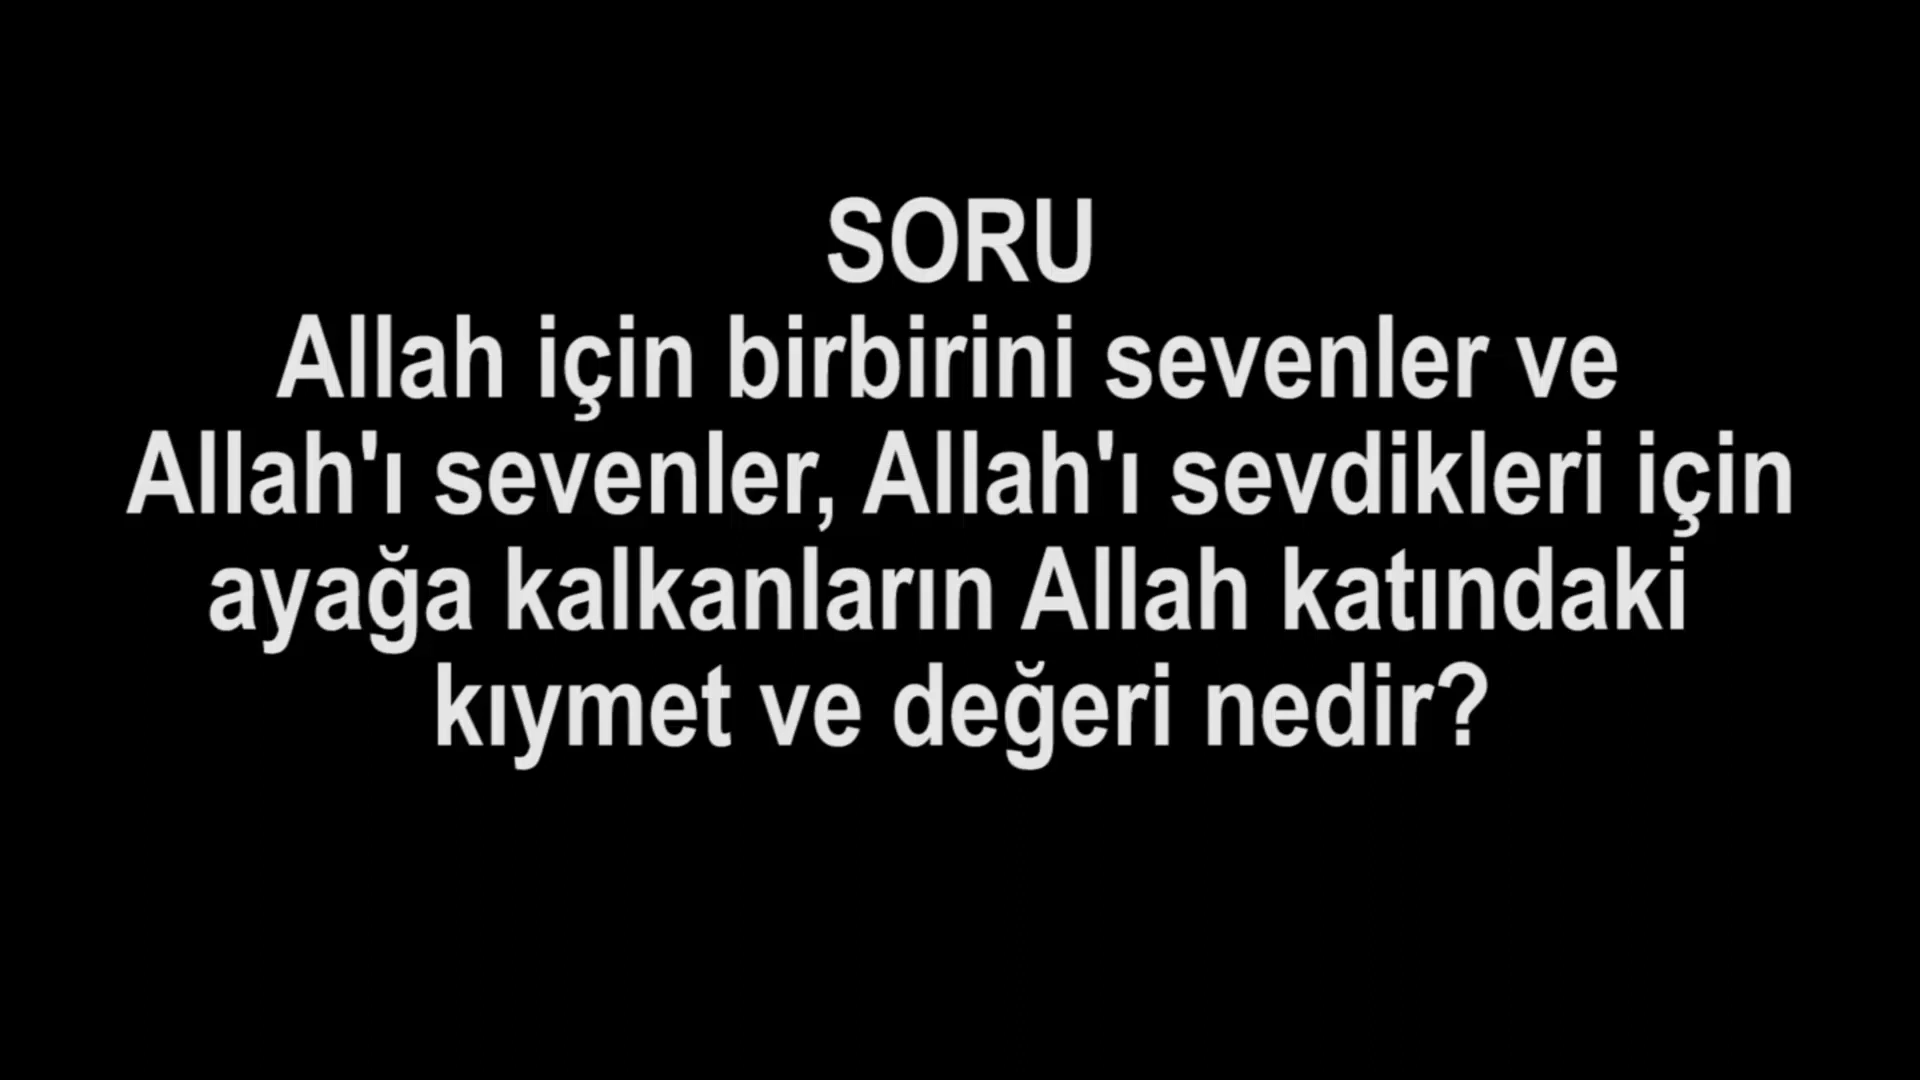 SORU
Allah için birbirini sevenler ve
Allah'ı sevenler, Allah'ı sevdikleri için
ayağa kalkanların Allah katındaki
kıymet ve değeri nedir?